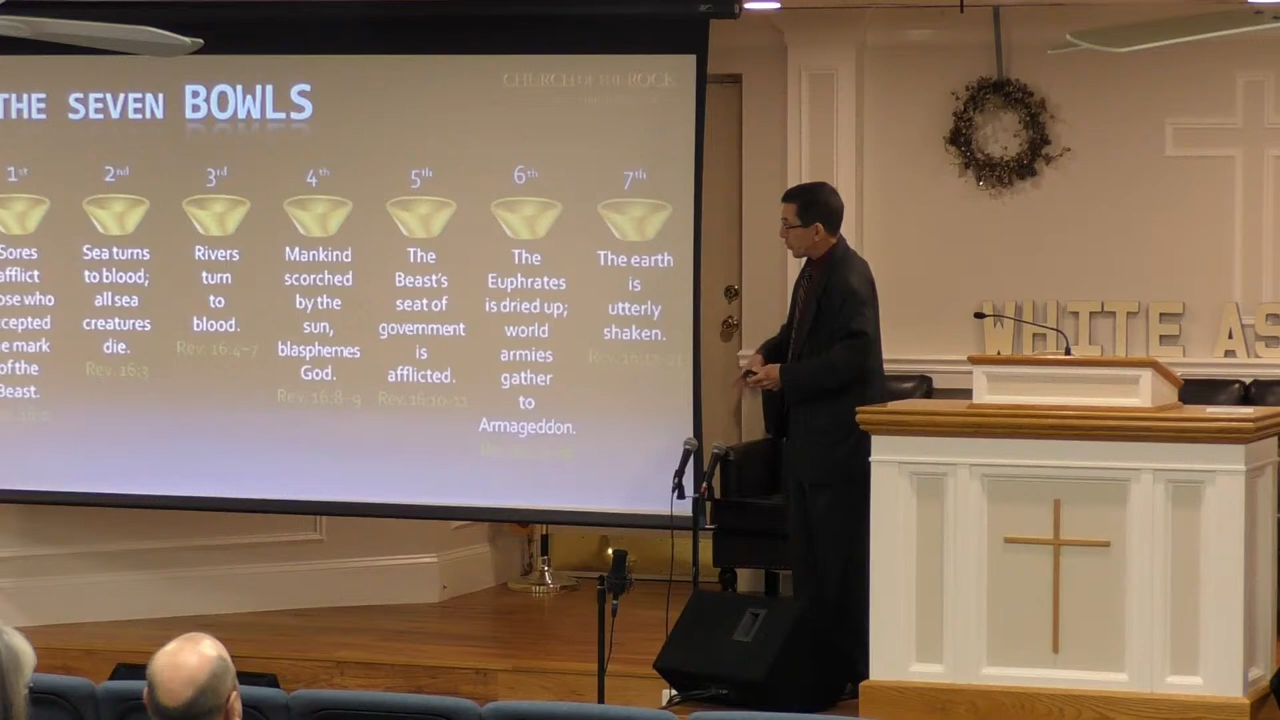 CHURCH OF THE ROCK
THE SEVEN BOWLS
1st
2nd
3rd
4th
5th
6th
7th
Sores
afflict
ose who
cepted
e mark
of the
Beast.
Sea turns
to blood;
all sea
creatures
die.
Rev. 16:3
Rivers
turn
to
blood.
Rev. 16:4-7
Mankind
scorched
by the
sun,
blasphemes
God.
Rev. 16:8-9
The
Beast's
seat of
government
is
afflicted.
Rev. 16:10-11
The
Euphrates
is dried up;
world
armies
gather
to
Armageddon.
The earth
is
utterly
shaken.
WHITE AS